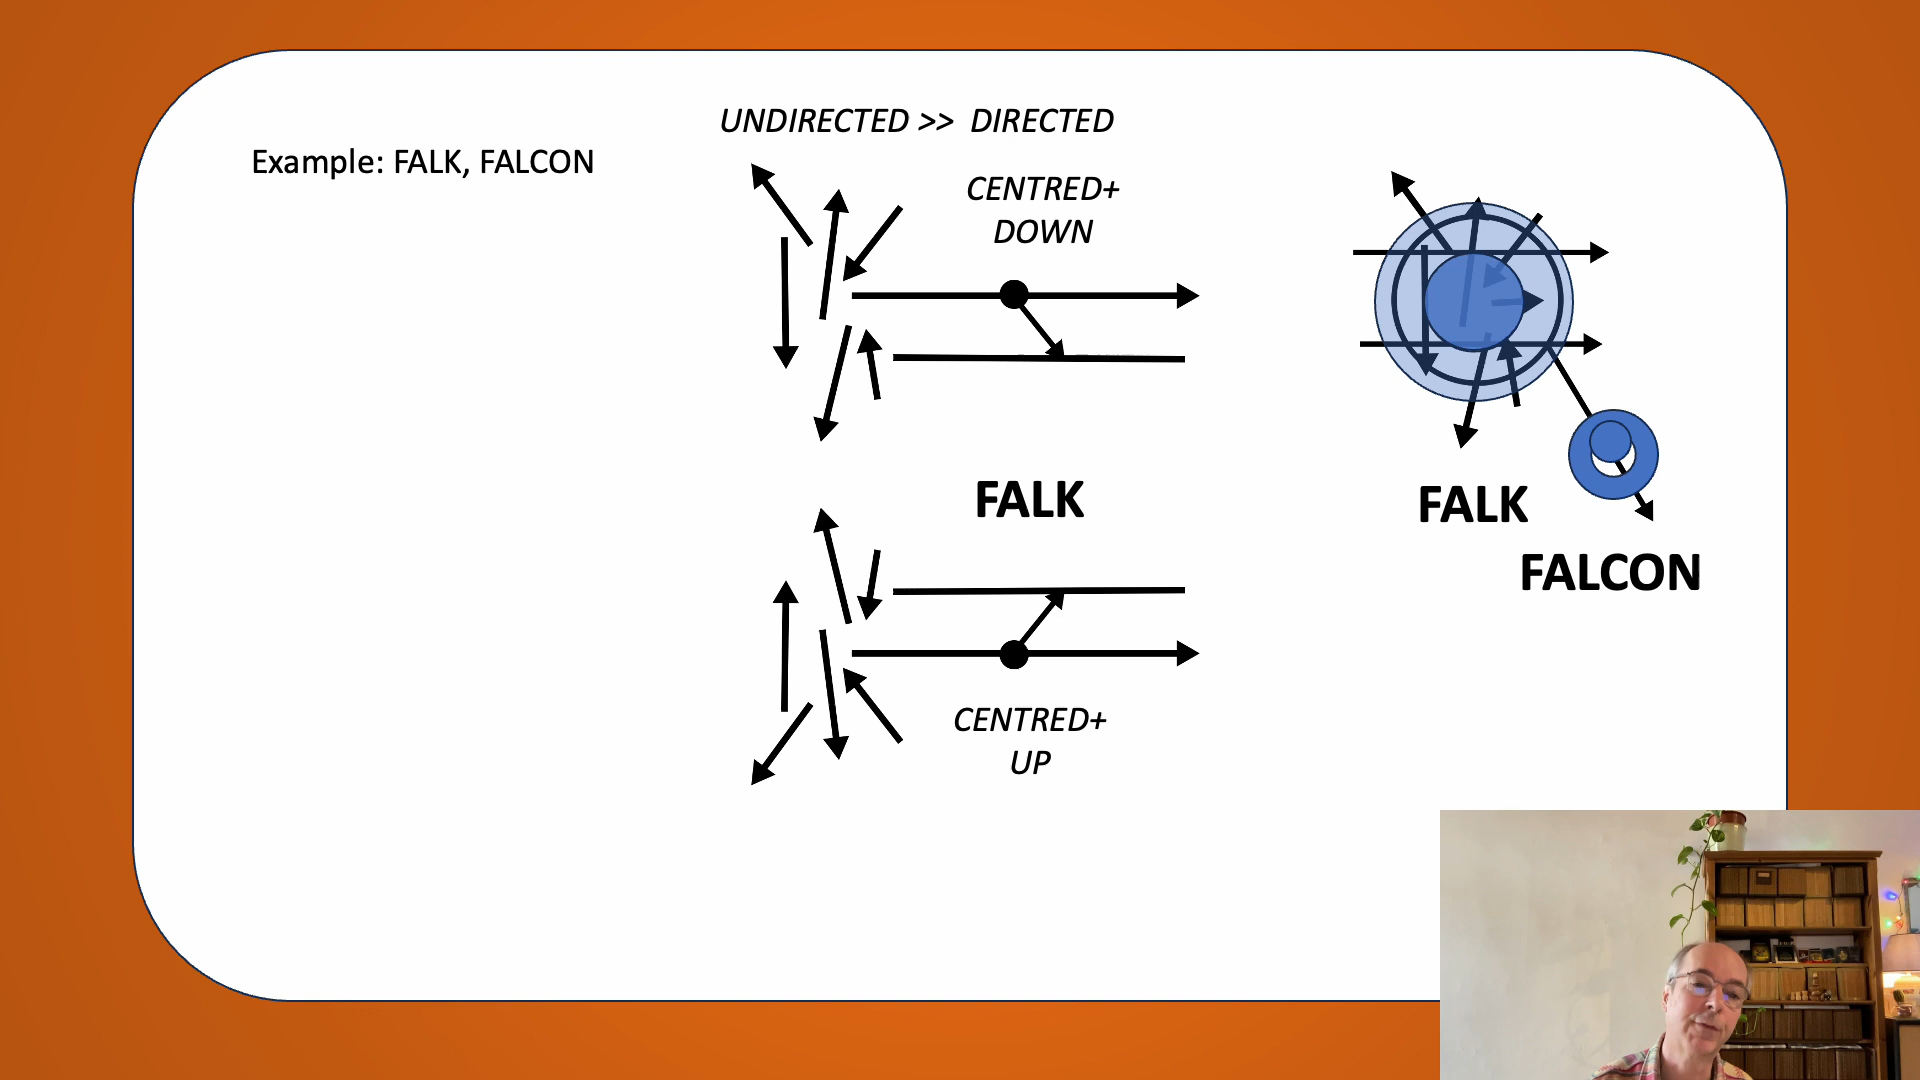 UNDIRECTED >> DIRECTED
Example: FALK, FALCON
CENTRED+
DOWN
FALK
FALK
FALCON
CENTRED+
UP